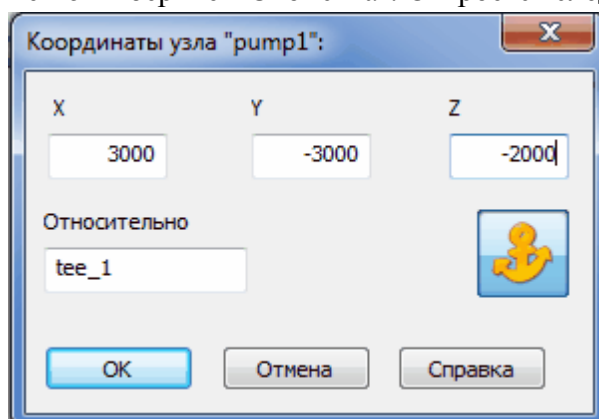 Координаты узла "pump1":
X Y Z
3000 -3000 -2000
Относительно
tee_1
OK Отмена Справка